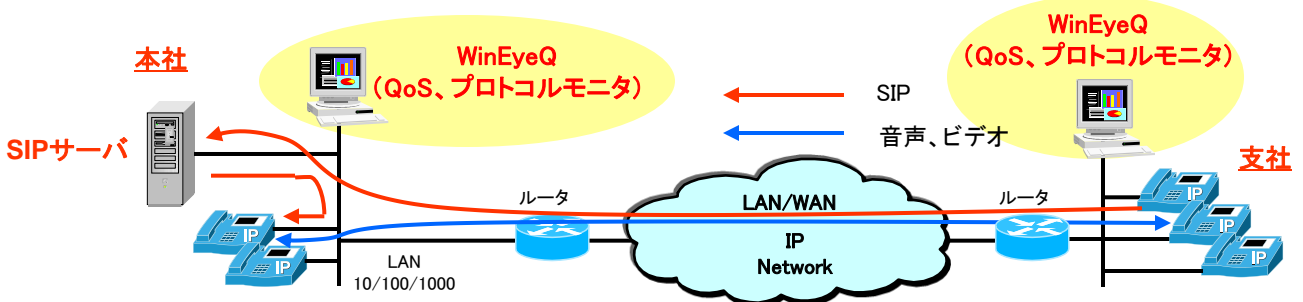 本社
WinEyeQ
(QoS、プロトコルモニタ)
WinEyeQ
(QoS、プロトコルモニタ)
SIP
音声、ビデオ
SIPサーバ
支社
ルータ
LAN/WAN
IP
Network
ルータ
IP
IP
IP
IP
IP
LAN
10/100/1000